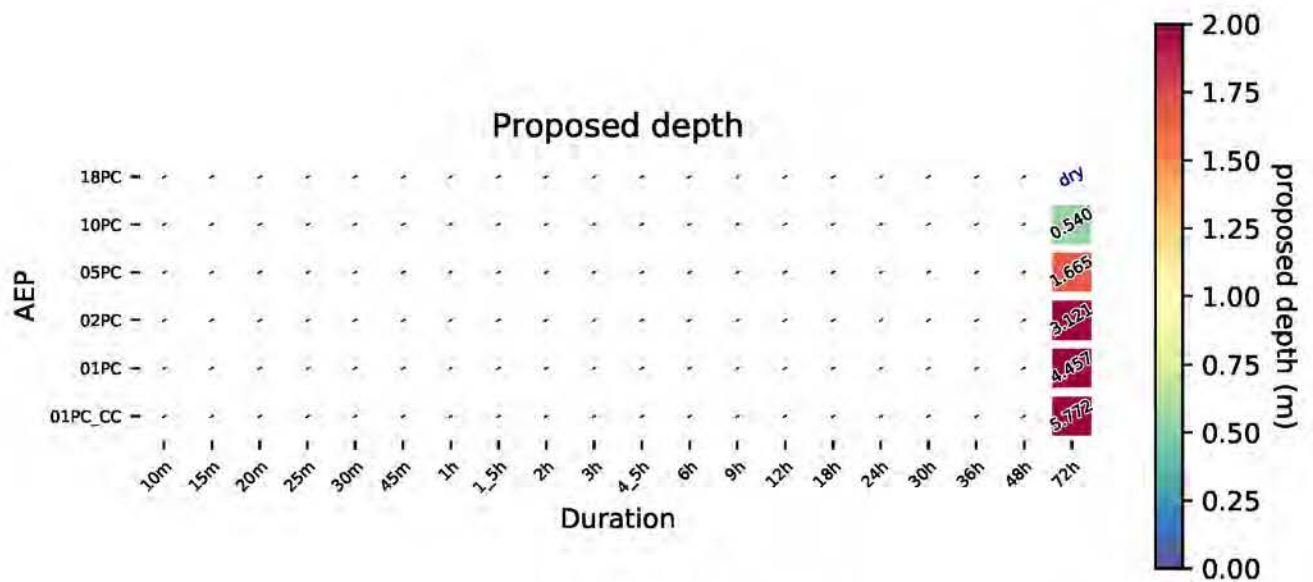 Proposed depth
2.00
1.75
1.50
1.25
1.00
0.75
0.50
0.25
0.00
proposed depth (m)
AEP
18PC - - - - - - - - - - - - - - - - - - - dry
10PC - - - - - - - - - - - - - - - - - - - 0.540
05PC - - - - - - - - - - - - - - - - - - - 1.665
02PC - - - - - - - - - - - - - - - - - - - 3.121
01PC - - - - - - - - - - - - - - - - - - - 4.457
01PC_CC - - - - - - - - - - - - - - - - - - - 5.772
10m 15m 20m 25m 30m 45m 1h 1_5h 2h 3h 4_5h 6h 9h 12h 18h 24h 30h 36h 48h 72h
Duration